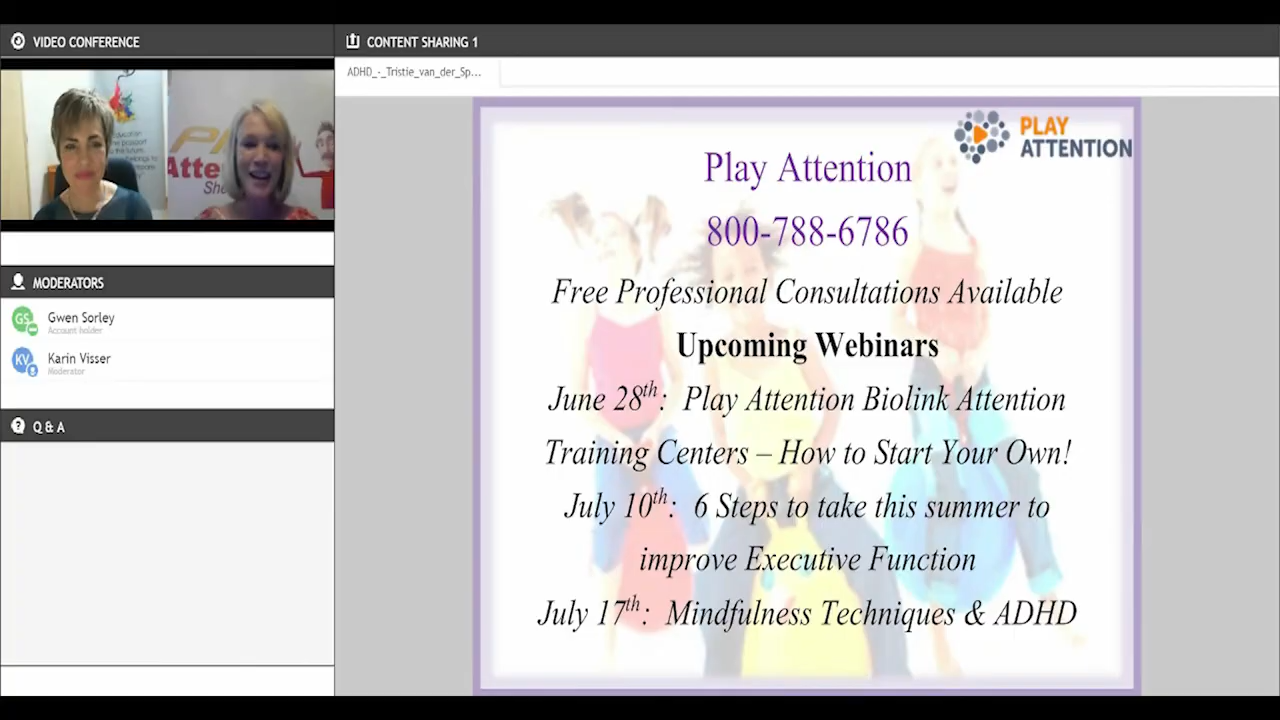 VIDEO CONFERENCE
CONTENT SHARING 1
ADHD_-_Tristie_van_der_Sp...
PLAY
ATTENTION
Play Attention
800-788-6786
Free Professional Consultations Available
Upcoming Webinars
June 28th: Play Attention Biolink Attention
Training Centers – How to Start Your Own!
July 10th: 6 Steps to take this summer to
improve Executive Function
July 17th: Mindfulness Techniques & ADHD
MODERATORS
GS
Gwen Sorley
Account holder
KV
Karin Visser
Moderator
Q & A